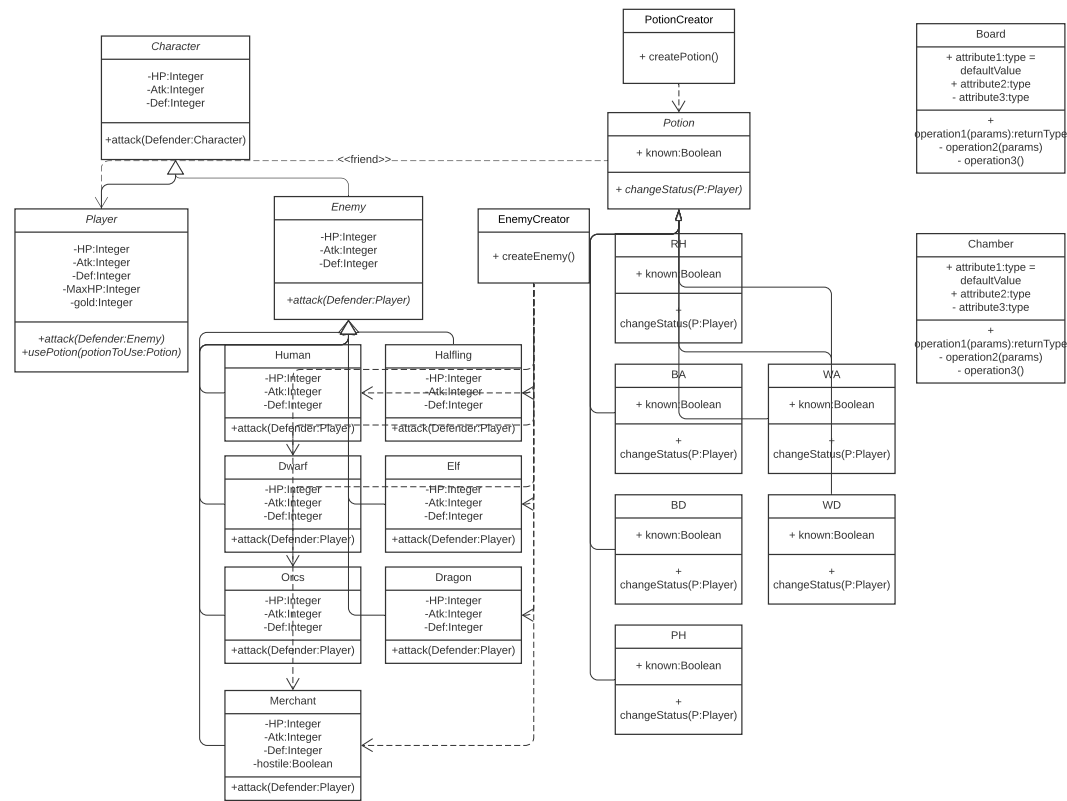 Character
-HP:Integer
-Atk:Integer
-Def:Integer
+attack(Defender:Character)
<<friend>>
Player
-HP:Integer
-Atk:Integer
-Def:Integer
-MaxHP:Integer
-gold:Integer
+attack(Defender:Enemy)
+usePotion(potionToUse:Potion)
Enemy
-HP:Integer
-Atk:Integer
-Def:Integer
+attack(Defender:Player)
EnemyCreator
+ createEnemy()
Human
-HP:Integer
-Atk:Integer
-Def:Integer
+attack(Defender:Player)
Halfling
-HP:Integer
-Atk:Integer
-Def:Integer
+attack(Defender:Player)
Dwarf
-HP:Integer
-Atk:Integer
-Def:Integer
+attack(Defender:Player)
Elf
-HP:Integer
-Atk:Integer
-Def:Integer
+attack(Defender:Player)
Orcs
-HP:Integer
-Atk:Integer
-Def:Integer
+attack(Defender:Player)
Dragon
-HP:Integer
-Atk:Integer
-Def:Integer
+attack(Defender:Player)
Merchant
-HP:Integer
-Atk:Integer
-Def:Integer
-hostile:Boolean
+attack(Defender:Player)
PotionCreator
+ createPotion()
Potion
+ known:Boolean
+ changeStatus(P:Player)
RH
+ known:Boolean
+
changeStatus(P:Player)
BA
+ known:Boolean
+
changeStatus(P:Player)
WA
+ known:Boolean
+
changeStatus(P:Player)
BD
+ known:Boolean
+
changeStatus(P:Player)
WD
+ known:Boolean
+
changeStatus(P:Player)
PH
+ known:Boolean
+
changeStatus(P:Player)
Board
+ attribute1:type =
defaultValue
+ attribute2:type
- attribute3:type
+
operation1(params):returnType
- operation2(params)
- operation3()
Chamber
+ attribute1:type =
defaultValue
+ attribute2:type
- attribute3:type
+
operation1(params):returnType
- operation2(params)
- operation3()